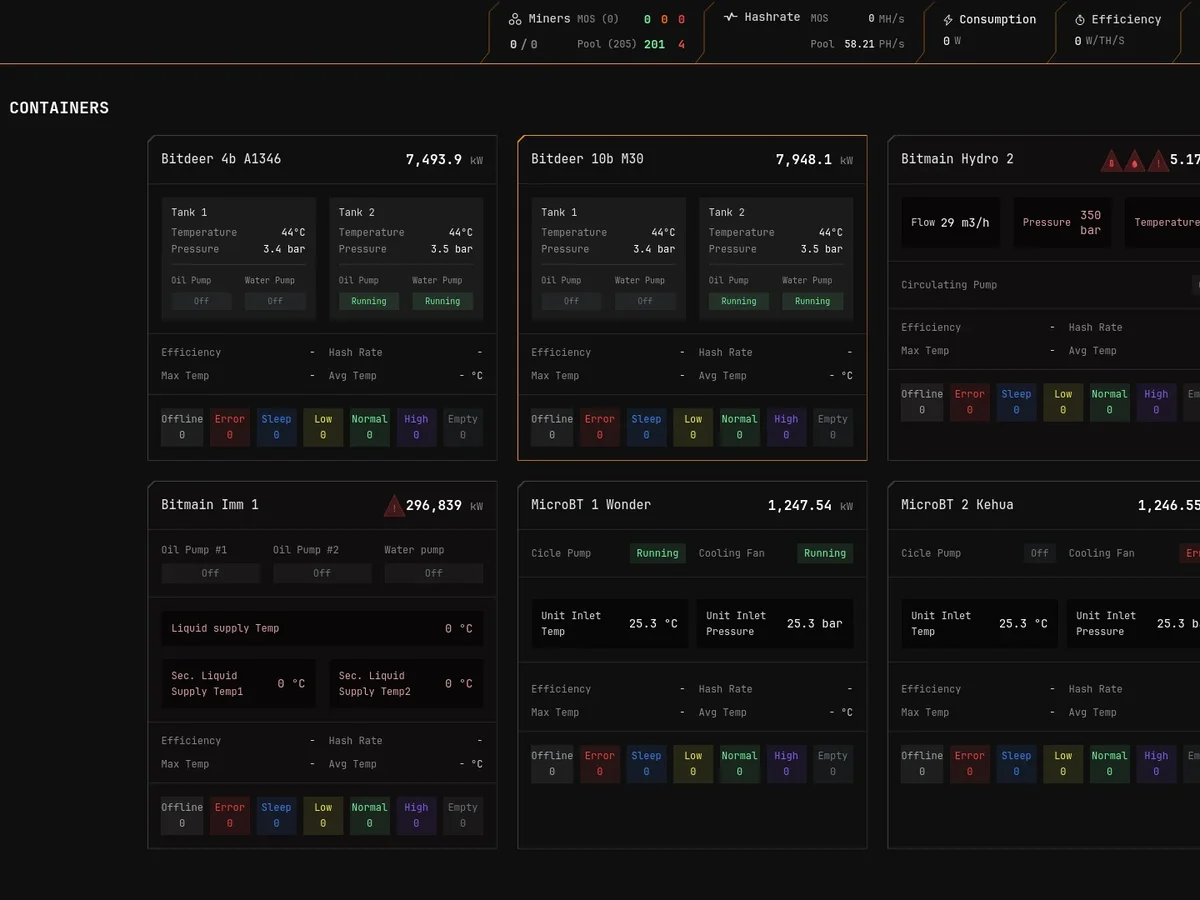 Miners MOS (0) 0 0 0
0 / 0 Pool (205) 201 4
Hashrate MOS 0 MH/s
Pool 58.21 PH/s
Consumption
0 W
Efficiency
0 W/TH/S
CONTAINERS
Bitdeer 4b A1346 7,493.9 kW
Tank 1
Temperature 44°C
Pressure 3.4 bar
Oil Pump Water Pump
Off Off
Tank 2
Temperature 44°C
Pressure 3.5 bar
Oil Pump Water Pump
Running Running
Efficiency - Hash Rate -
Max Temp - Avg Temp - °C
Offline Error Sleep Low Normal High Empty
0 0 0 0 0 0 0
Bitdeer 10b M30 7,948.1 kW
Tank 1
Temperature 44°C
Pressure 3.4 bar
Oil Pump Water Pump
Off Off
Tank 2
Temperature 44°C
Pressure 3.5 bar
Oil Pump Water Pump
Running Running
Efficiency - Hash Rate -
Max Temp - Avg Temp - °C
Offline Error Sleep Low Normal High Empty
0 0 0 0 0 0 0
Bitmain Hydro 2 5.17
Flow 29 m3/h
Pressure 350 bar
Temperature
Circulating Pump
Efficiency - Hash Rate
Max Temp - Avg Temp
Offline Error Sleep Low Normal High Em
0 0 0 0 0 0
Bitmain Imm 1 296,839 kW
Oil Pump #1 Oil Pump #2 Water pump
Off Off Off
Liquid supply Temp 0 °C
Sec. Liquid
Supply Temp1 0 °C
Sec. Liquid
Supply Temp2 0 °C
Efficiency - Hash Rate -
Max Temp - Avg Temp - °C
Offline Error Sleep Low Normal High Empty
0 0 0 0 0 0 0
MicroBT 1 Wonder 1,247.54 kW
Cicle Pump Running Cooling Fan Running
Unit Inlet
Temp 25.3 °C
Unit Inlet
Pressure 25.3 bar
Efficiency - Hash Rate -
Max Temp - Avg Temp - °C
Offline Error Sleep Low Normal High Empty
0 0 0 0 0 0 0
MicroBT 2 Kehua 1,246.55
Cicle Pump Off Cooling Fan Er
Unit Inlet
Temp 25.3 °C
Unit Inlet
Pressure 25.3 b
Efficiency - Hash Rate
Max Temp - Avg Temp
Offline Error Sleep Low Normal High Em
0 0 0 0 0 0